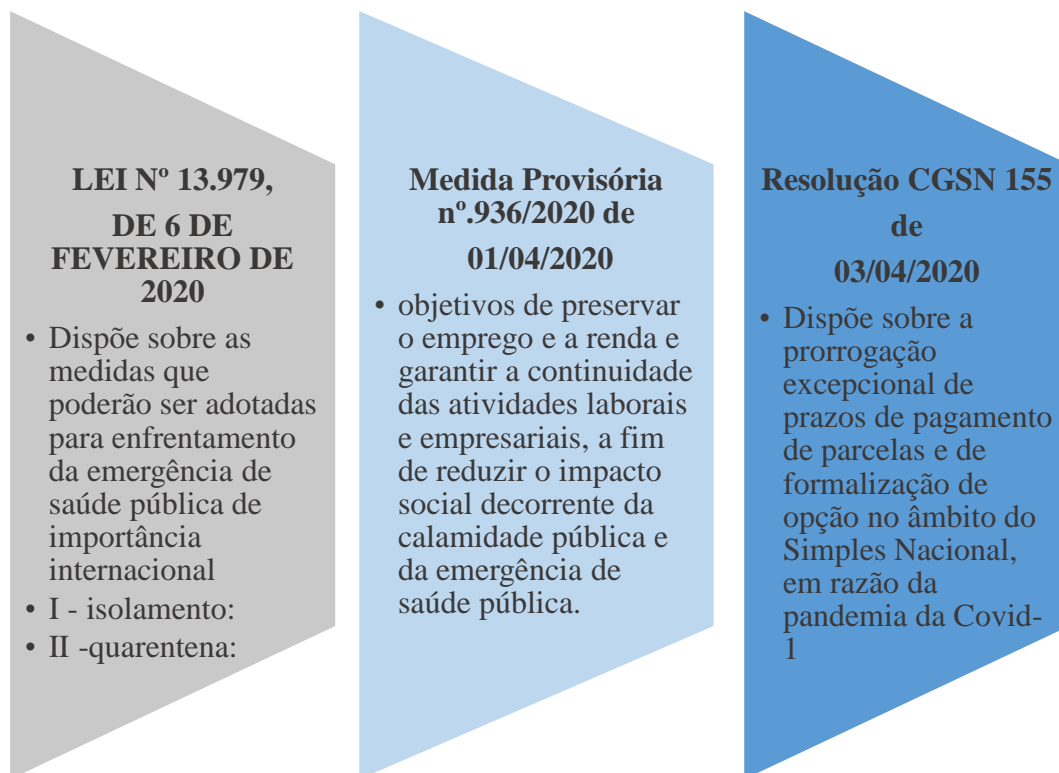 LEI Nº 13.979,
DE 6 DE
FEVEREIRO DE
2020
• Dispõe sobre as
medidas que
poderão ser adotadas
para enfrentamento
da emergência de
saúde pública de
importância
internacional
• I - isolamento:
• II -quarentena:
Medida Provisória
nº.936/2020 de
01/04/2020
• objetivos de preservar
o emprego e a renda e
garantir a continuidade
das atividades laborais
e empresariais, a fim
de reduzir o impacto
social decorrente da
calamidade pública e
da emergência de
saúde pública.
Resolução CGSN 155
de
03/04/2020
• Dispõe sobre a
prorrogação
excepcional de
prazos de pagamento
de parcelas e de
formalização de
opção no âmbito do
Simples Nacional,
em razão da
pandemia da Covid-
1